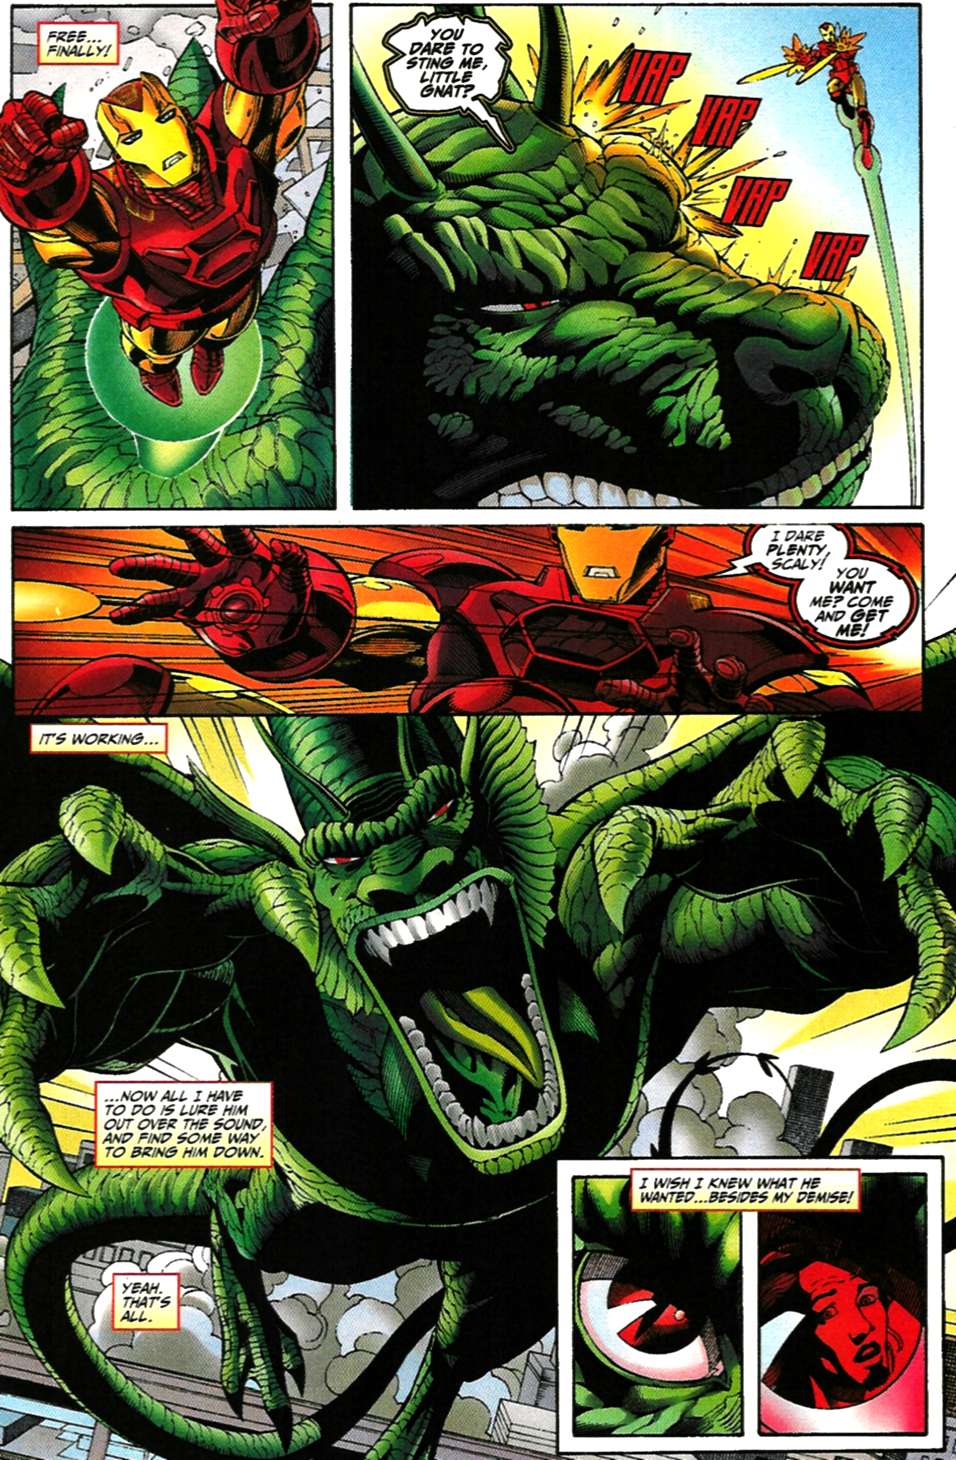 FREE...
FINALLY!
YOU
DARE TO
STING ME,
LITTLE
GNAT?
VAP
VAP
VAP
VAP
I DARE
PLENTY,
SCALY!
YOU
WANT
ME? COME
AND GET
ME!
IT'S WORKING...
...NOW ALL I HAVE
TO DO IS LURE HIM
OUT OVER THE SOUND,
AND FIND SOME WAY
TO BRING HIM DOWN.
YEAH.
THAT'S
ALL.
I WISH I KNEW WHAT HE
WANTED...BESIDES MY DEMISE!